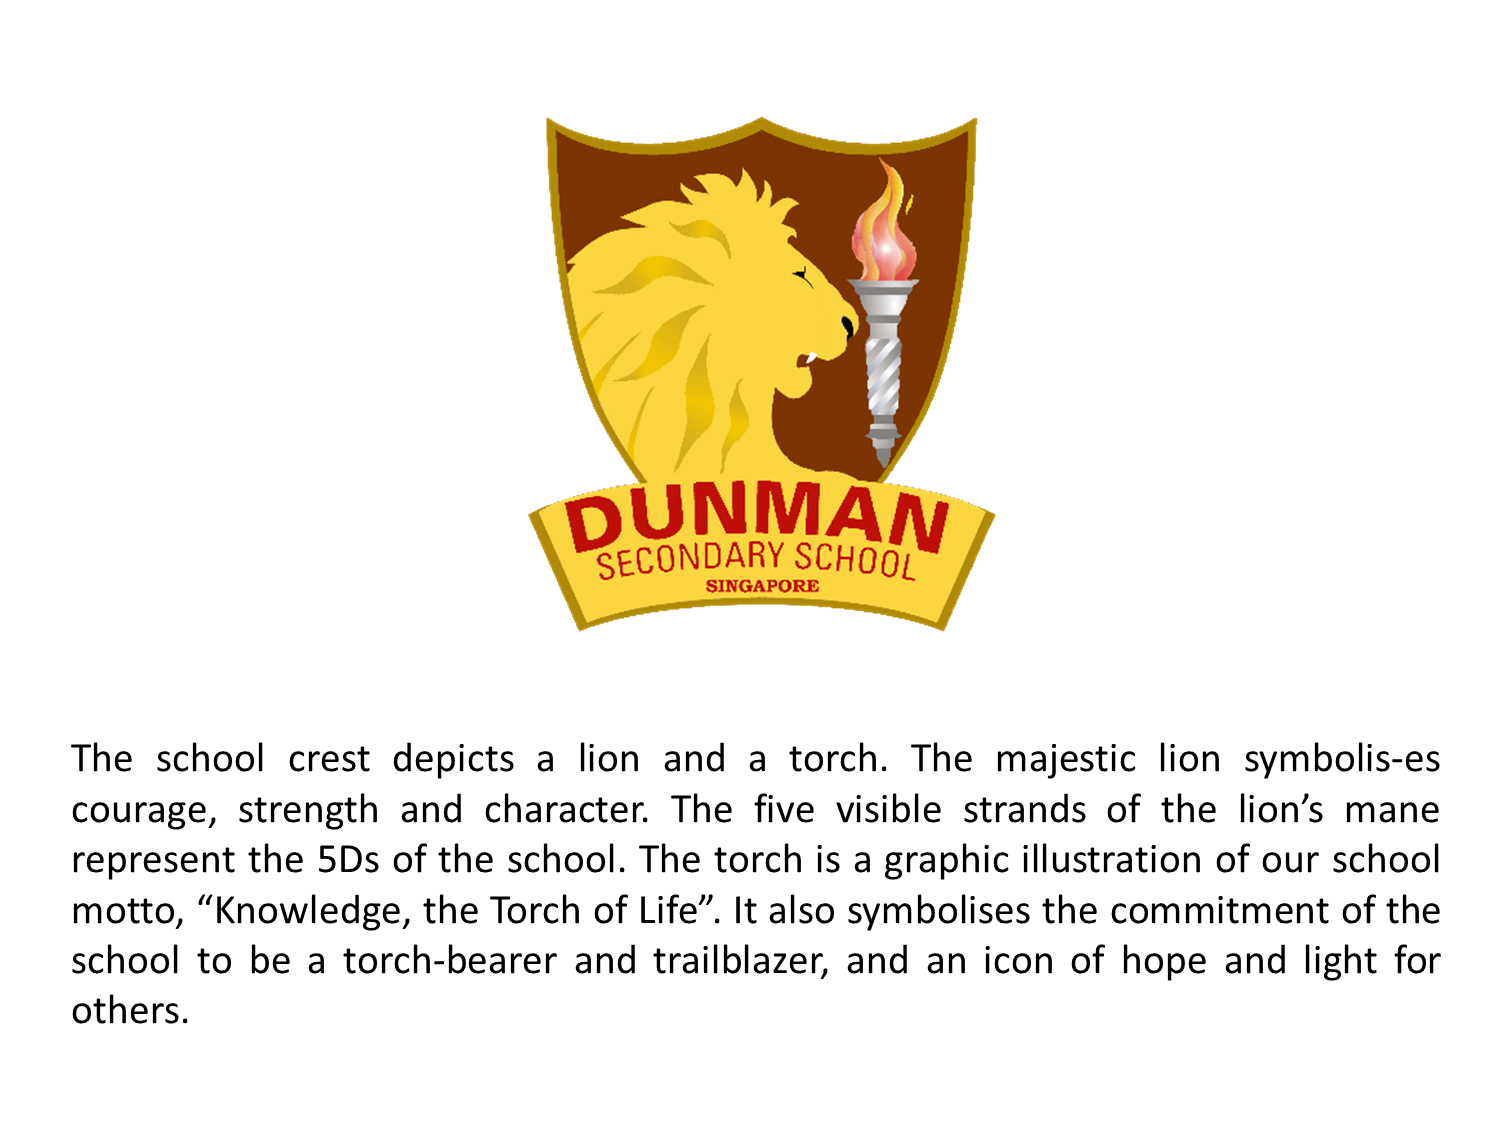 DUNMAN
SECONDARY SCHOOL
SINGAPORE
The school crest depicts a lion and a torch. The majestic lion symbolis-es
courage, strength and character. The five visible strands of the lion’s mane
represent the 5Ds of the school. The torch is a graphic illustration of our school
motto, “Knowledge, the Torch of Life”. It also symbolises the commitment of the
school to be a torch-bearer and trailblazer, and an icon of hope and light for
others.